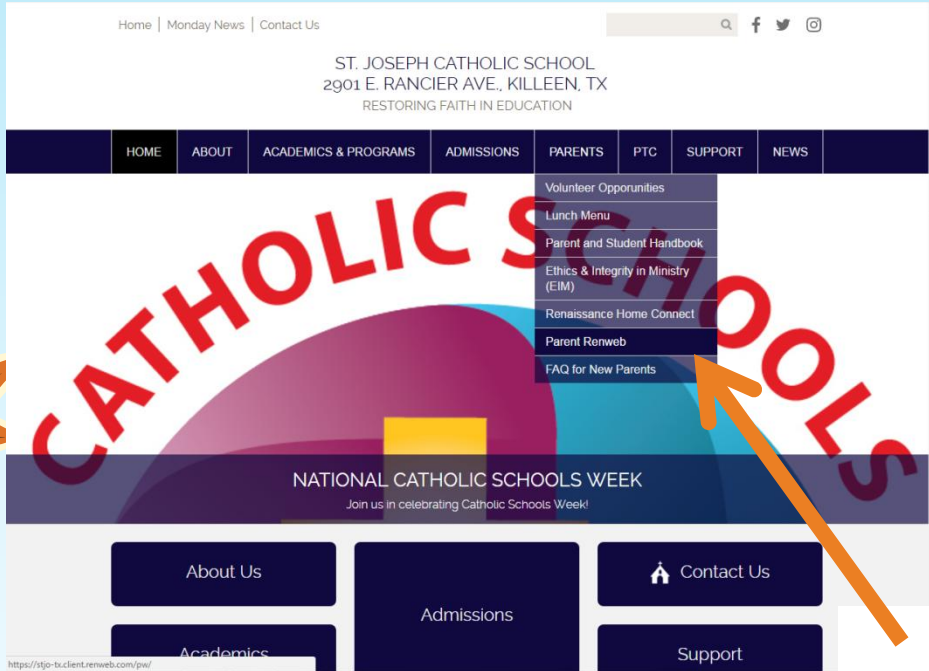 Home | Monday News | Contact Us
ST. JOSEPH CATHOLIC SCHOOL
2901 E. RANCIER AVE., KILLEEN, TX
RESTORING FAITH IN EDUCATION
HOME ABOUT ACADEMICS & PROGRAMS ADMISSIONS PARENTS PTC SUPPORT NEWS
Volunteer Opporunities
Lunch Menu
Parent and Student Handbook
Ethics & Integrity in Ministry
(EIM)
Renaissance Home Connect
Parent Renweb
FAQ for New Parents
CATHOLIC SCHOOLS
NATIONAL CATHOLIC SCHOOLS WEEK
Join us in celebrating Catholic Schools Week!
About Us
Admissions
Contact Us
Academics
Support
https://stjo-tx.client.renweb.com/pw/